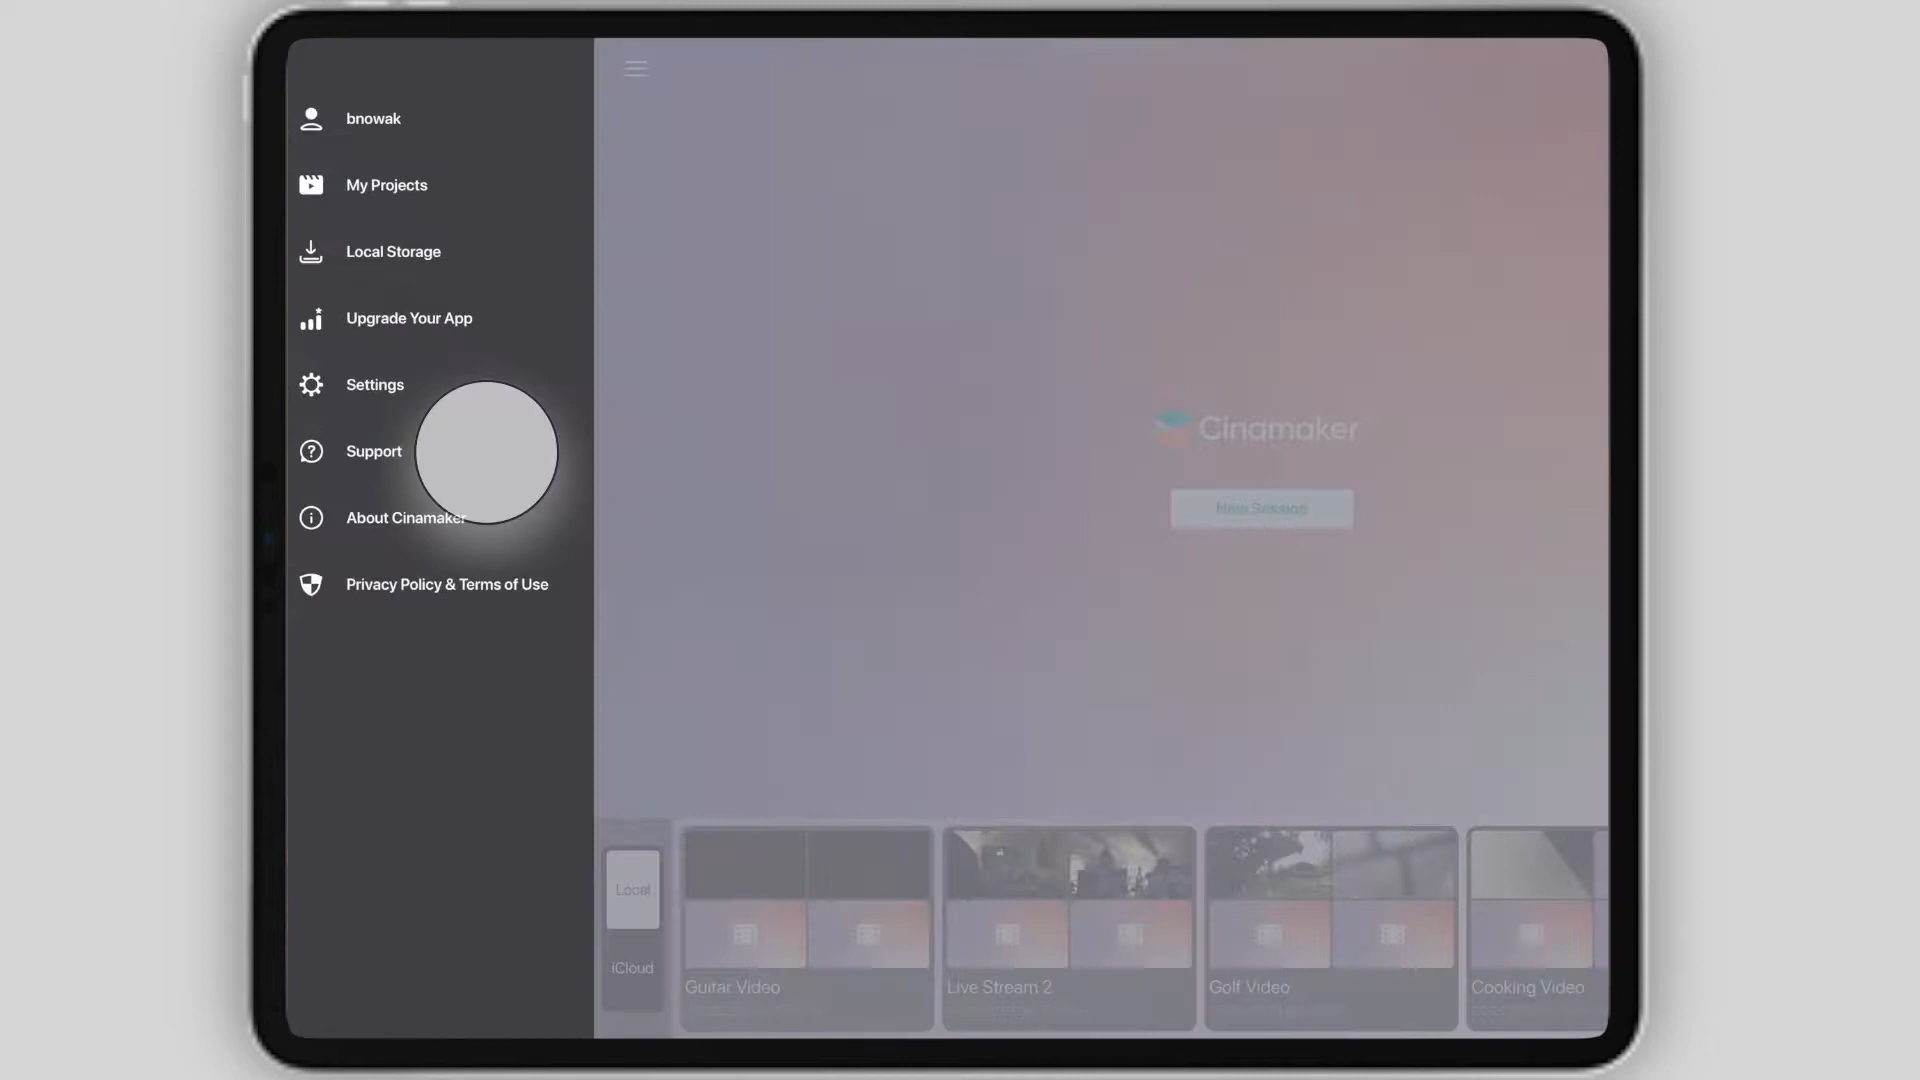 bnowak
My Projects
Local Storage
Upgrade Your App
Settings
Support
About Cinamaker
Privacy Policy & Terms of Use
Cinamaker
New Session
Local
iCloud
Guitar Video
Live Stream 2
Golf Video
Cooking Video